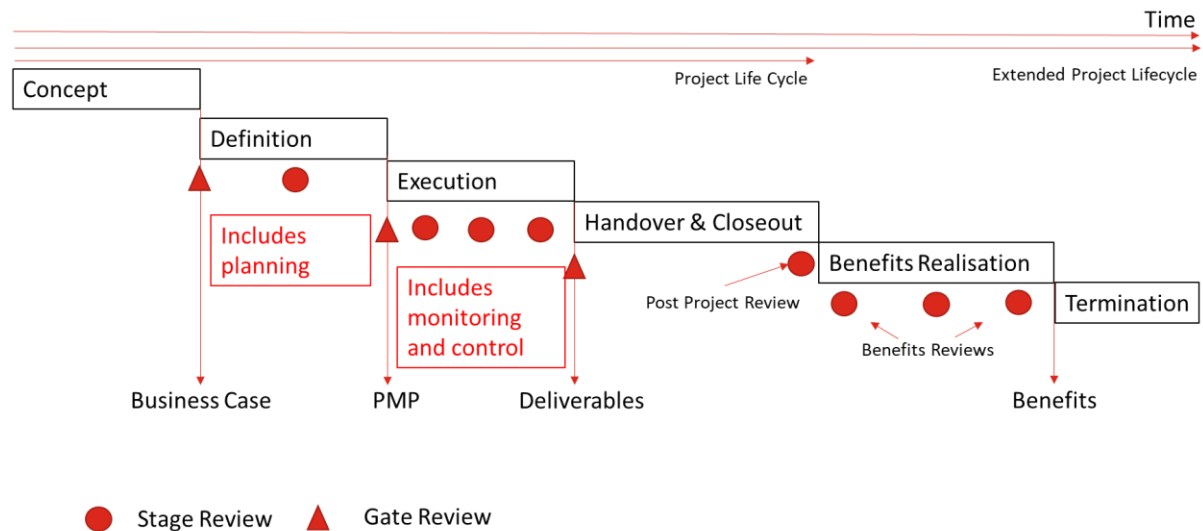 Time
Project Life Cycle
Extended Project Lifecycle
Concept
Definition
Execution
Includes
planning
Handover & Closeout
Includes
monitoring
and control
Benefits Realisation
Post Project Review
Termination
Benefits Reviews
Business Case
PMP
Deliverables
Benefits
Stage Review
Gate Review